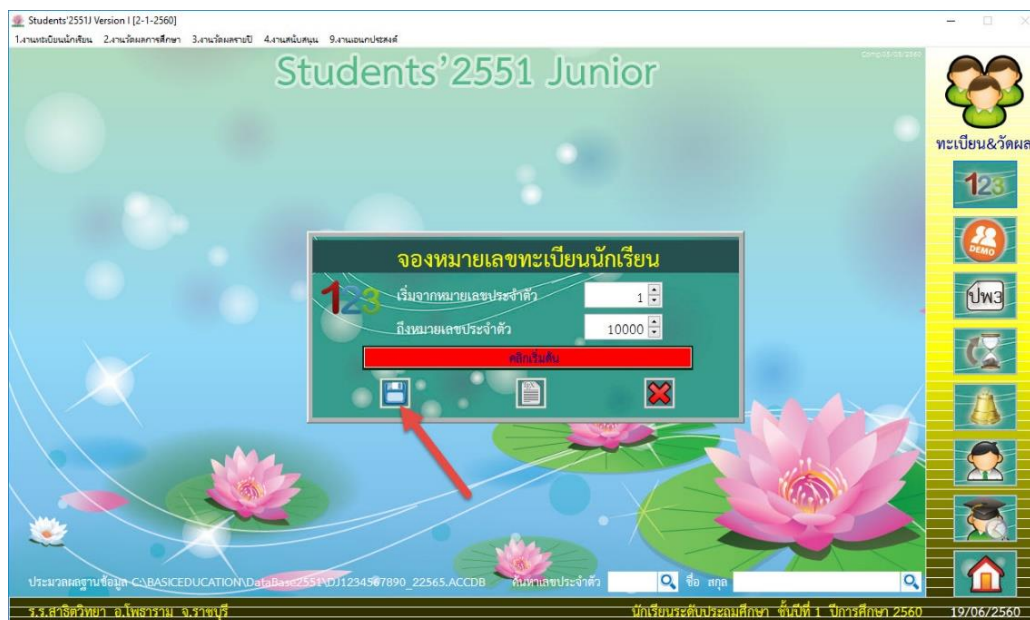 Students'2551J Version I [2-1-2560]
1.งานทะเบียนนักเรียน 2.งานวัดผลการศึกษา 3.งานวัดผลรายปี 4.งานสนับสนุน 9.งานเอนกประสงค์
Students'2551 Junior
ทะเบียน&วัดผล
123
DEMO
ปพ3
จองหมายเลขทะเบียนนักเรียน
123
เริ่มจากหมายเลขประจำตัว 1
ถึงหมายเลขประจำตัว 10000
คลิกเริ่มต้น
ประมวลผลฐานข้อมูล C:\BASICEDUCATION\DataBase2551\DJ1234567890_22565.ACCDB ค้นหาเลขประจำตัว ชื่อ สกุล
ร.ร.สาธิตวิทยา อ.โพธาราม จ.ราชบุรี นักเรียนระดับประถมศึกษา ชั้นปีที่ 1 ปีการศึกษา 2560 19/06/2560